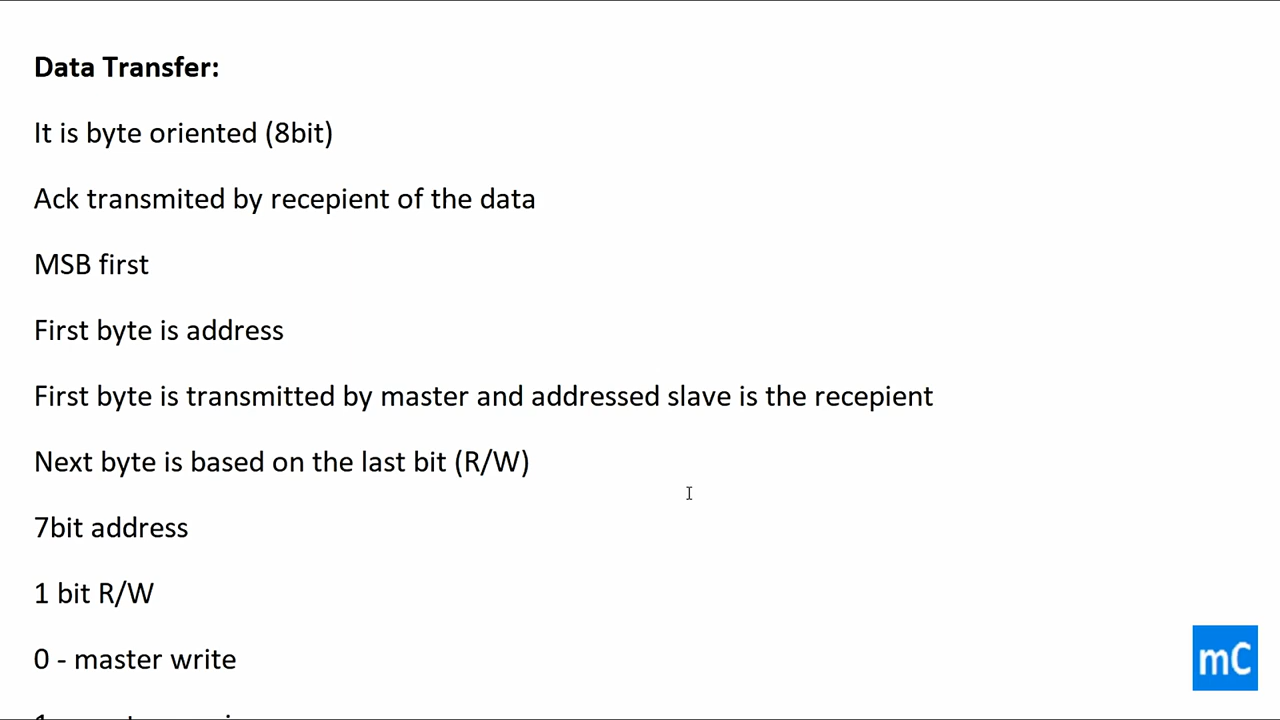 Data Transfer:
It is byte oriented (8bit)
Ack transmited by recepient of the data
MSB first
First byte is address
First byte is transmitted by master and addressed slave is the recepient
Next byte is based on the last bit (R/W)
7bit address
1 bit R/W
0 - master write
mC